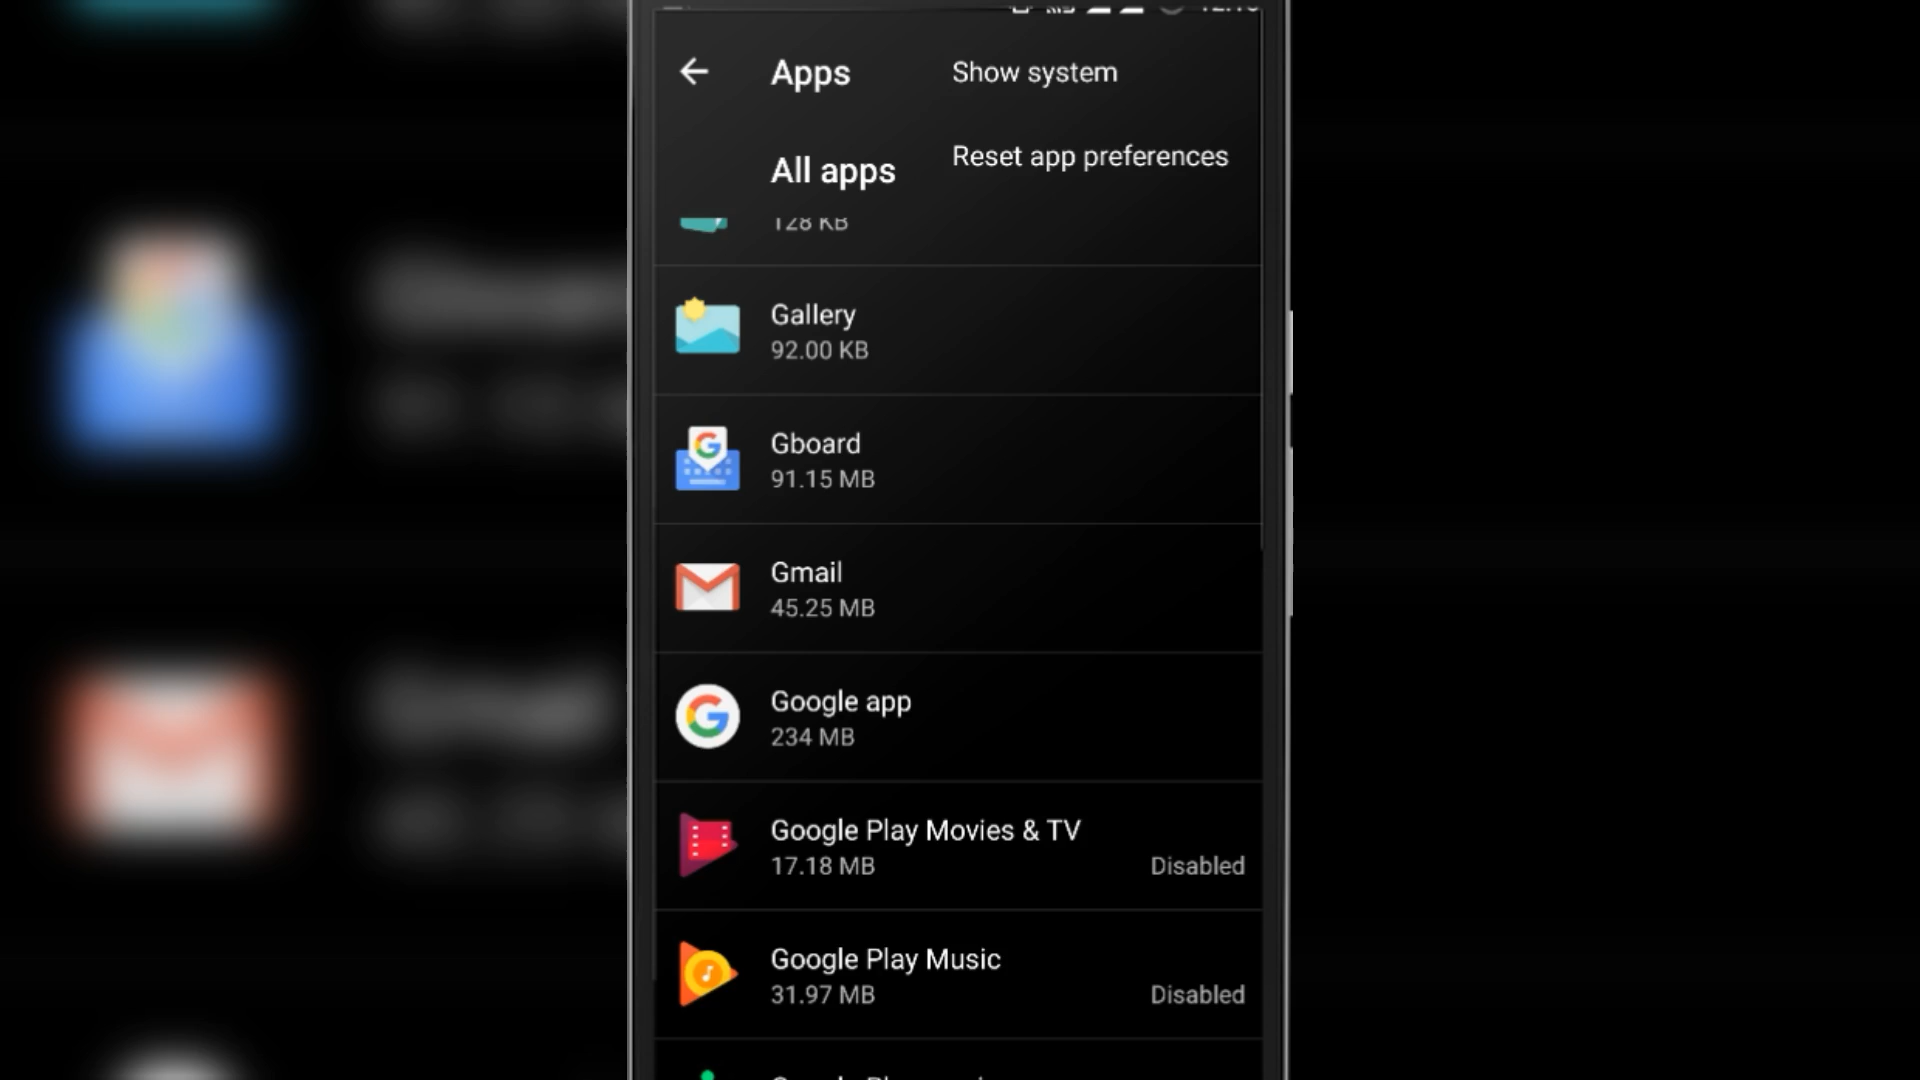 Apps
Show system
All apps
Reset app preferences
128 KB
Gallery
92.00 KB
Gboard
91.15 MB
Gmail
45.25 MB
Google app
234 MB
Google Play Movies & TV
17.18 MB
Disabled
Google Play Music
31.97 MB
Disabled